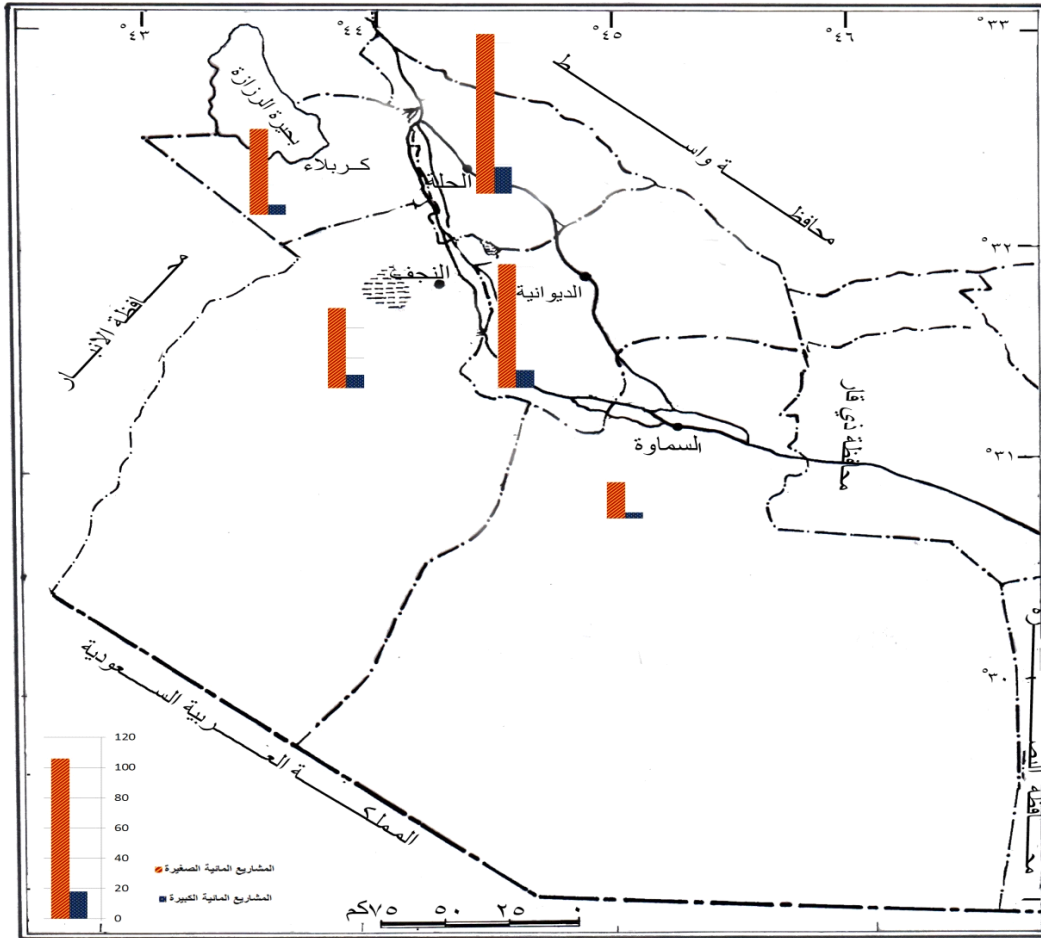 °٤٣
°٤٤
°٤٥
°٤٦
°٣٣
بحيرة الرزازة
كربلاء
الحلة
محافظة واسط
°٣٢
محافظة الانبار
النجف
الديوانية
محافظة ذي قار
السماوة
°٣١
°٣٠
المملكة العربية السعودية
محافظة
120
100
80
60
40
20
0
المشاريع المائية الصغيرة
المشاريع المائية الكبيرة
٧٥كم ٥٠ ٢٥ ٠